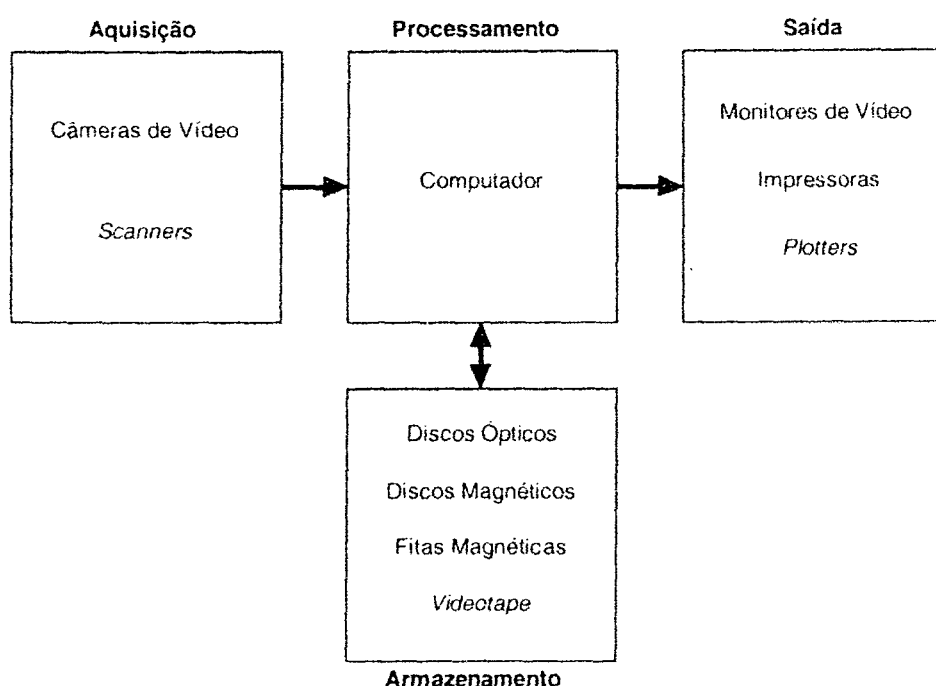 Aquisição
Câmeras de Vídeo
Scanners
Processamento
Computador
Saída
Monitores de Vídeo
Impressoras
Plotters
Discos Ópticos
Discos Magnéticos
Fitas Magnéticas
Videotape
Armazenamento